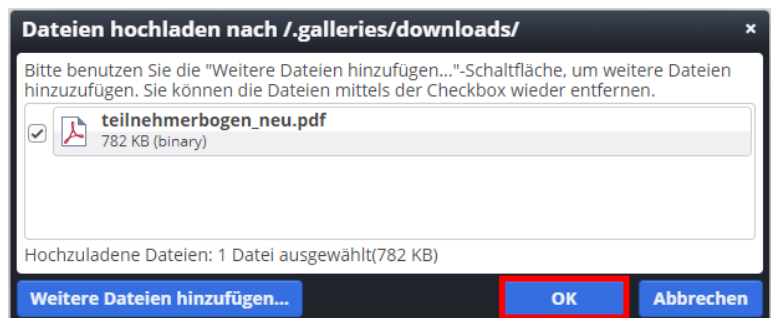 Dateien hochladen nach /.galleries/downloads/ ×
Bitte benutzen Sie die "Weitere Dateien hinzufügen..."-Schaltfläche, um weitere Dateien
hinzuzufügen. Sie können die Dateien mittels der Checkbox wieder entfernen.
teilnehmerbogen_neu.pdf
782 KB (binary)
Hochzuladene Dateien: 1 Datei ausgewählt(782 KB)
Weitere Dateien hinzufügen... OK Abbrechen